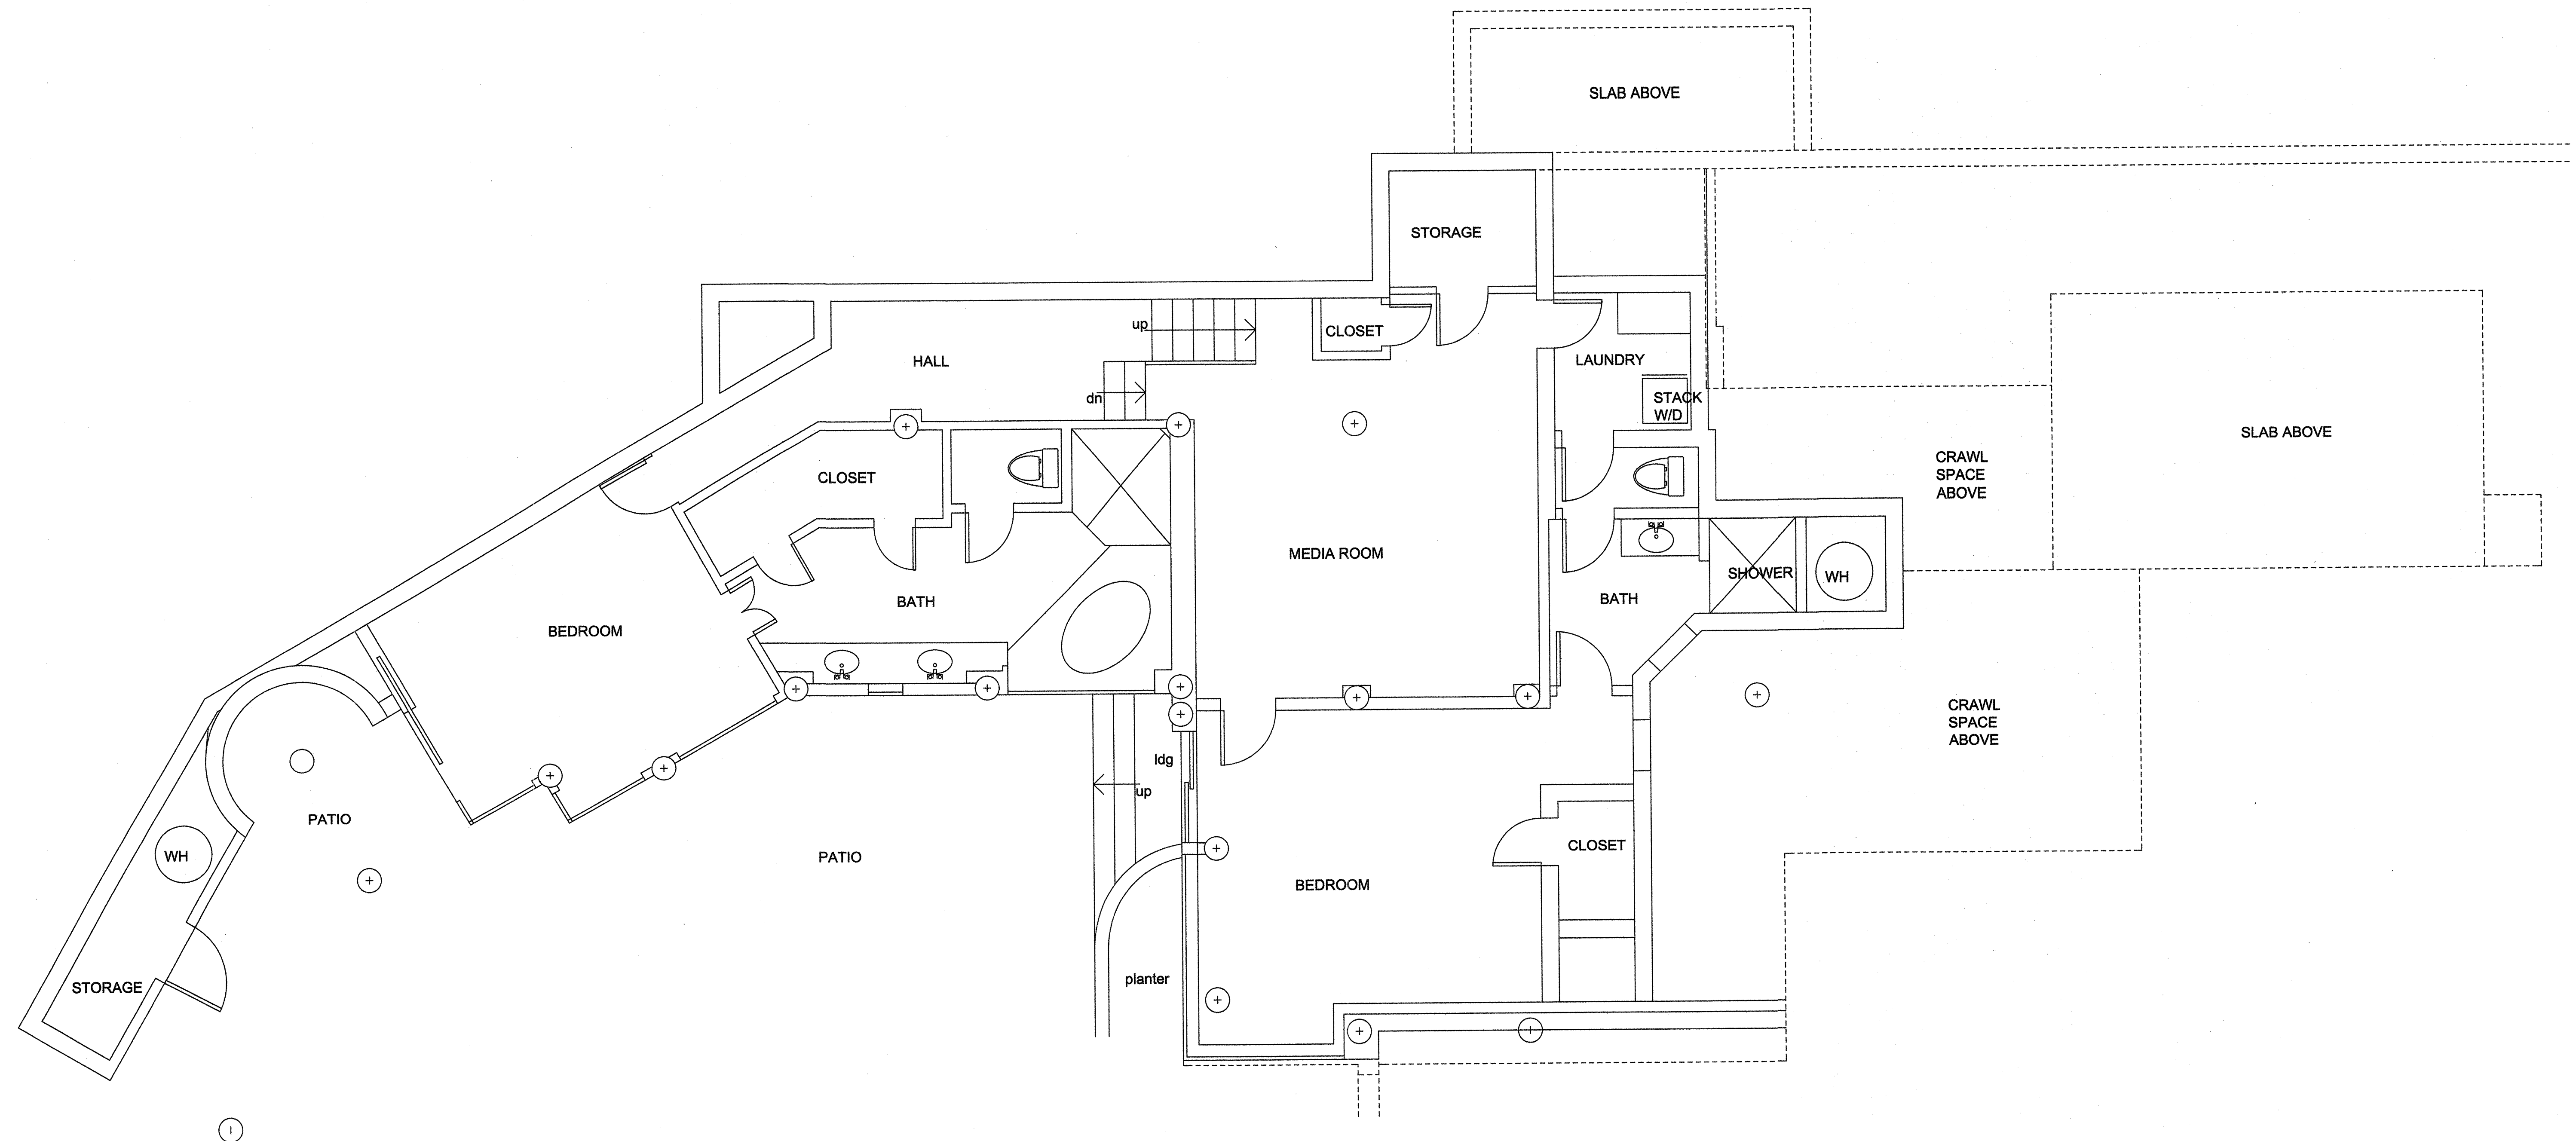 SLAB ABOVE
STORAGE
up
CLOSET
HALL
LAUNDRY
dn
STACK
W/D
SLAB ABOVE
CRAWL
SPACE
ABOVE
CLOSET
MEDIA ROOM
SHOWER
WH
BATH
BATH
BEDROOM
CRAWL
SPACE
ABOVE
ldg
up
PATIO
CLOSET
WH
PATIO
BEDROOM
planter
STORAGE